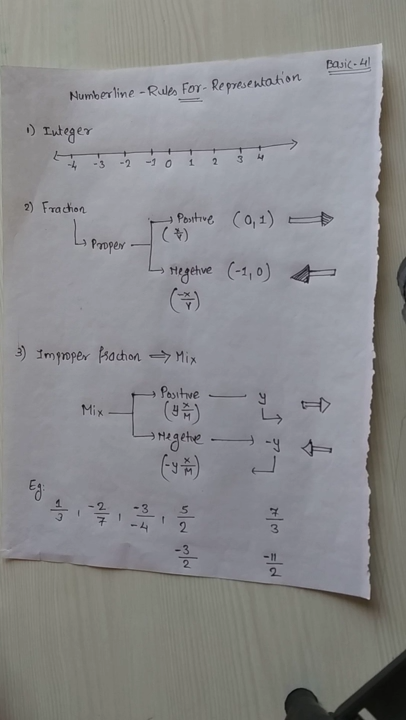 Basic-41
Numberline-Rules For-Representation
1) Integer
-4 -3 -2 -1 0 1 2 3 4
2) Fraction
Proper
Positive (0,1)
(x/y)
Negetive (-1,0)
(-x/y)
3) Improper fraction ⇒ Mix
Mix
Positive y
(y x/M)
Negetive -y
(-y x/M)
Eg:
1/3, -2/7, -3/-4, 5/2 7/3
-3/2 -11/2